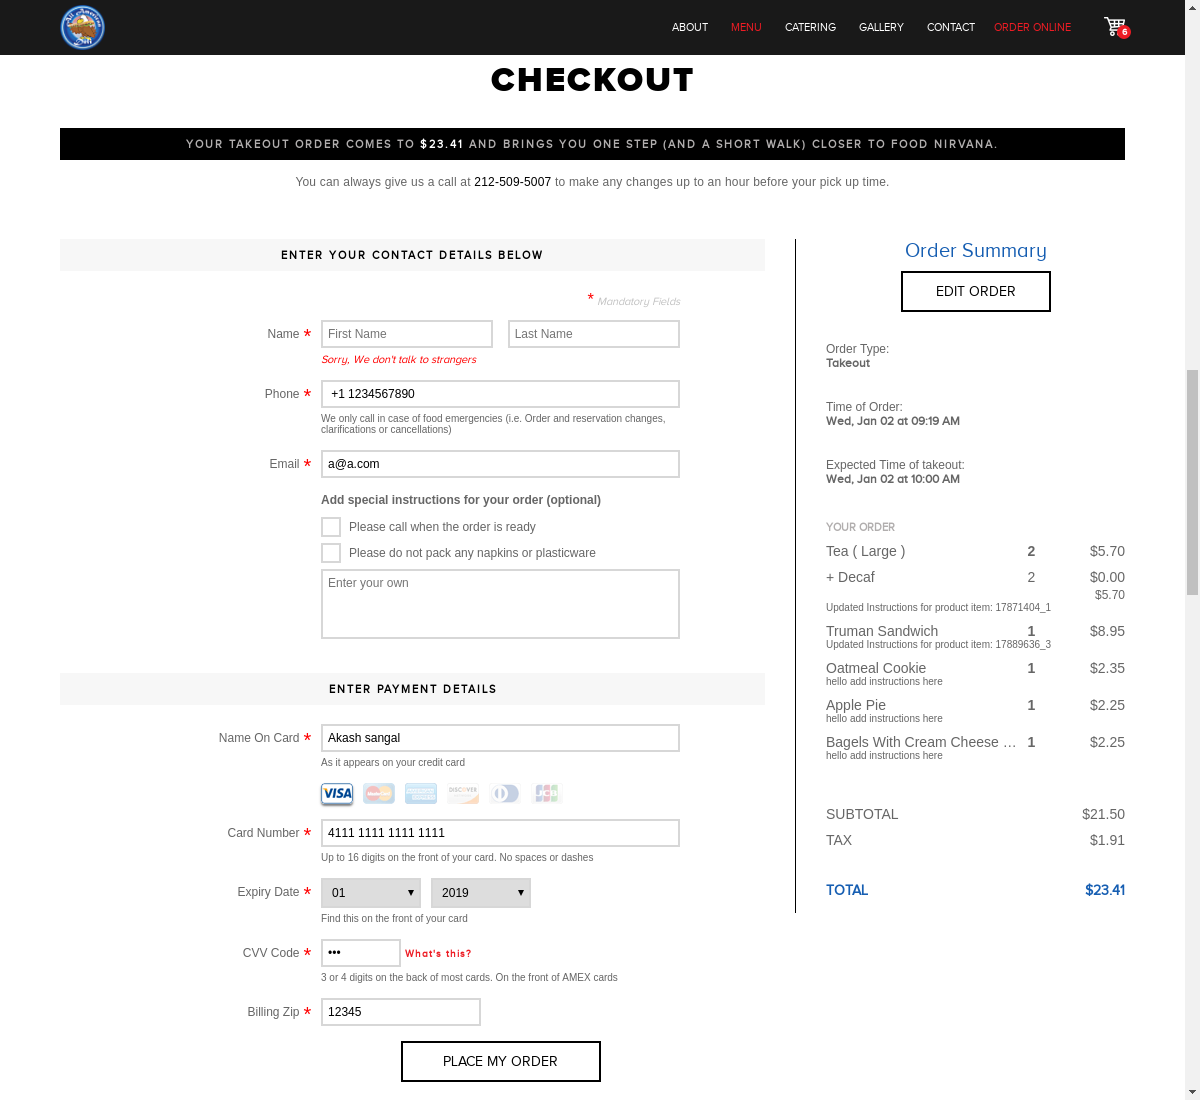 All American
Deli
ABOUT MENU CATERING GALLERY CONTACT ORDER ONLINE 6
CHECKOUT
YOUR TAKEOUT ORDER COMES TO $23.41 AND BRINGS YOU ONE STEP (AND A SHORT WALK) CLOSER TO FOOD NIRVANA.
You can always give us a call at 212-509-5007 to make any changes up to an hour before your pick up time.
ENTER YOUR CONTACT DETAILS BELOW
* Mandatory Fields
Name * First Name Last Name
Sorry, We don't talk to strangers
Phone * +1 1234567890
We only call in case of food emergencies (i.e. Order and reservation changes,
clarifications or cancellations)
Email * a@a.com
Add special instructions for your order (optional)
Please call when the order is ready
Please do not pack any napkins or plasticware
Enter your own
ENTER PAYMENT DETAILS
Name On Card * Akash sangal
As it appears on your credit card
VISA MasterCard DISCOVER JCB
Card Number * 4111 1111 1111 1111
Up to 16 digits on the front of your card. No spaces or dashes
Expiry Date * 01 2019
Find this on the front of your card
CVV Code * ••• What's this?
3 or 4 digits on the back of most cards. On the front of AMEX cards
Billing Zip * 12345
PLACE MY ORDER
Order Summary
EDIT ORDER
Order Type:
Takeout
Time of Order:
Wed, Jan 02 at 09:19 AM
Expected Time of takeout:
Wed, Jan 02 at 10:00 AM
YOUR ORDER
Tea ( Large ) 2 $5.70
+ Decaf 2 $0.00
$5.70
Updated Instructions for product item: 17871404_1
Truman Sandwich 1 $8.95
Updated Instructions for product item: 17889636_3
Oatmeal Cookie 1 $2.35
hello add instructions here
Apple Pie 1 $2.25
hello add instructions here
Bagels With Cream Cheese … 1 $2.25
hello add instructions here
SUBTOTAL $21.50
TAX $1.91
TOTAL $23.41